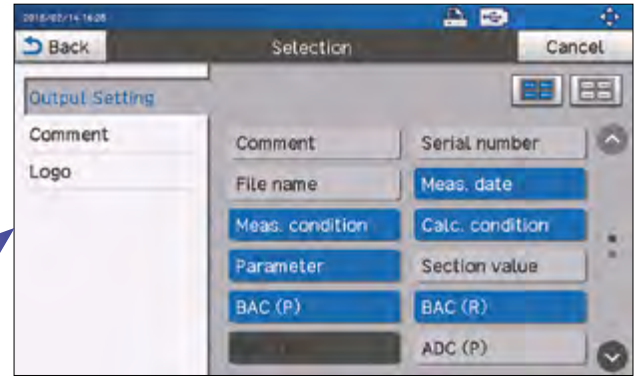 2016/02/14 16:26
Back
Selection
Cancel
Output Setting
Comment
Logo
Comment Serial number
File name Meas. date
Meas. condition Calc. condition
Parameter Section value
BAC (P) BAC (R)
ADC (P)